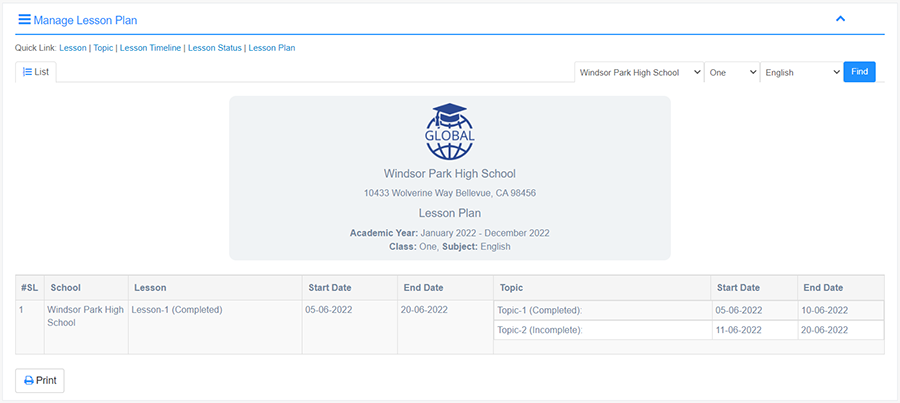 Manage Lesson Plan
Quick Link: Lesson | Topic | Lesson Timeline | Lesson Status | Lesson Plan
List Windsor Park High School One English Find
GLOBAL
Windsor Park High School
10433 Wolverine Way Bellevue, CA 98456
Lesson Plan
Academic Year: January 2022 - December 2022
Class: One, Subject: English
#SL School Lesson Start Date End Date Topic Start Date End Date
1 Windsor Park High Lesson-1 (Completed) 05-06-2022 20-06-2022 Topic-1 (Completed): 05-06-2022 10-06-2022
School
Topic-2 (Incomplete): 11-06-2022 20-06-2022
Print